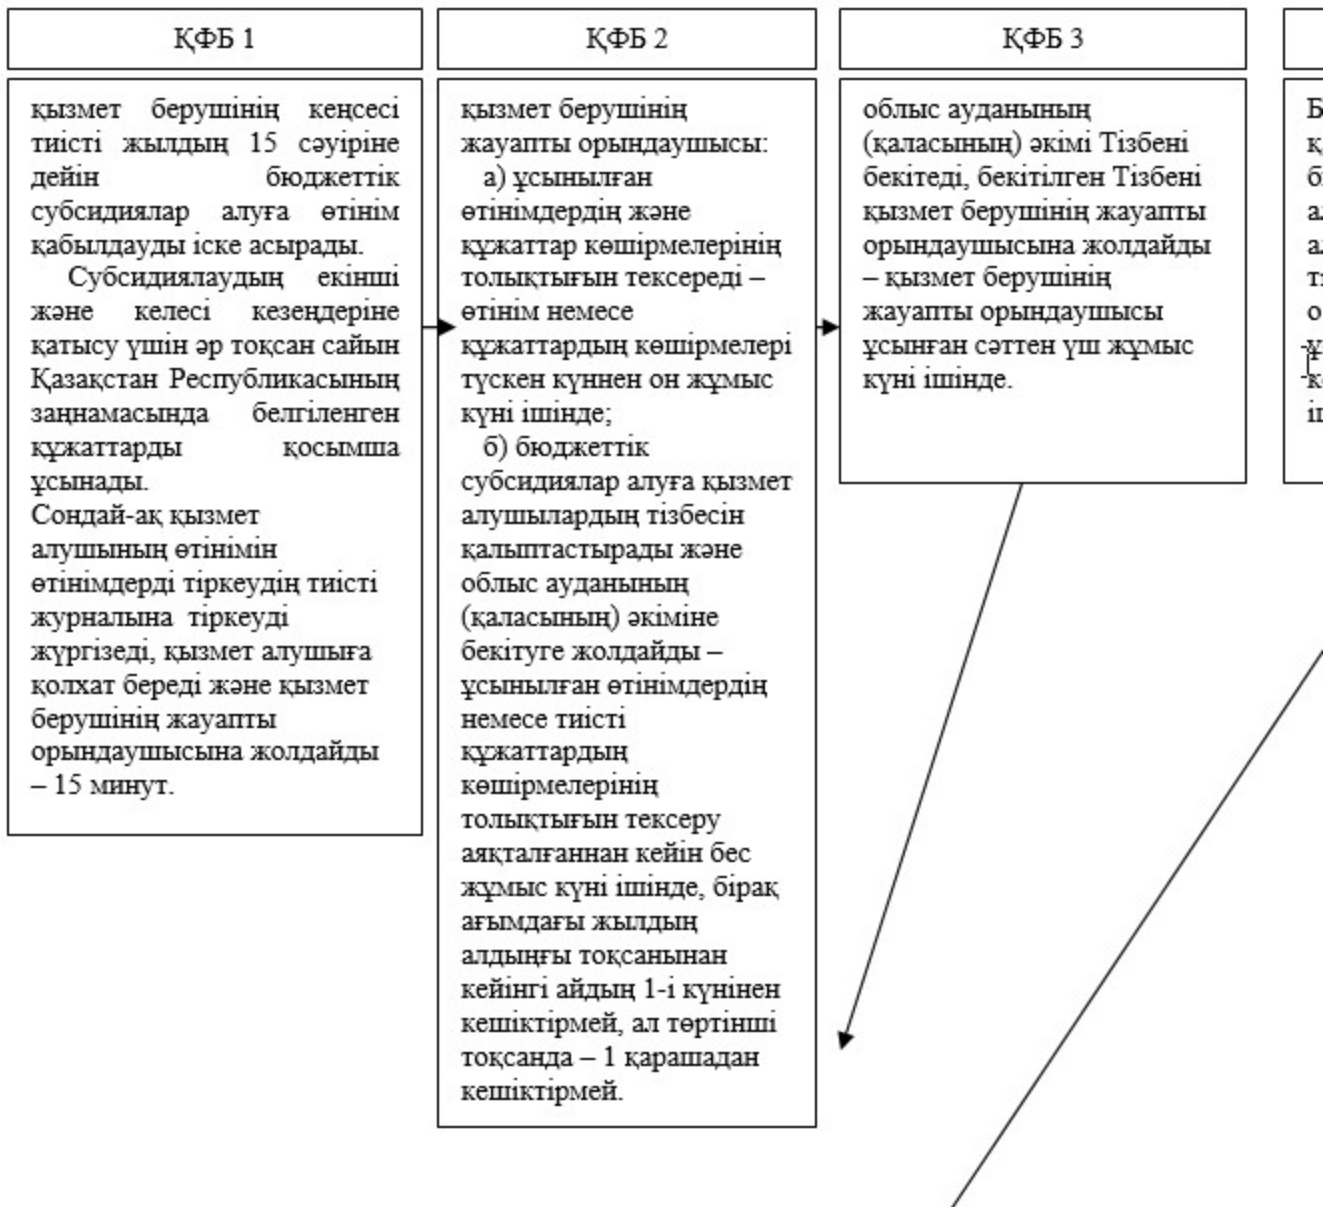 ҚФБ 1
қызмет берушінің кеңсесі
тиісті жылдың 15 сәуіріне
дейін бюджеттік
субсидиялар алуға өтінім
қабылдауды іске асырады.
Субсидиялаудың екінші
және келесі кезеңдеріне
қатысу үшін әр тоқсан сайын
Қазақстан Республикасының
заңнамасында белгіленген
құжаттарды қосымша
ұсынады.
Сондай-ақ қызмет
алушының өтінімін
өтінімдерді тіркеудің тиісті
журналына тіркеуді
жүргізеді, қызмет алушыға
қолхат береді және қызмет
берушінің жауапты
орындаушысына жолдайды
– 15 минут.
ҚФБ 2
қызмет берушінің
жауапты орындаушысы:
а) ұсынылған
өтінімдердің және
құжаттар көшірмелерінің
толықтығын тексереді –
өтінім немесе
құжаттардың көшірмелері
түскен күннен он жұмыс
күні ішінде;
б) бюджеттік
субсидиялар алуға қызмет
алушылардың тізбесін
қалыптастырады және
облыс ауданының
(қаласының) әкіміне
бекітуге жолдайды –
ұсынылған өтінімдердің
немесе тиісті
құжаттардың
көшірмелерінің
толықтығын тексеру
аяқталғаннан кейін бес
жұмыс күні ішінде, бірақ
ағымдағы жылдың
алдыңғы тоқсанынан
кейінгі айдың 1-і күнінен
кешіктірмей, ал төртінші
тоқсанда – 1 қарашадан
кешіктірмей.
ҚФБ 3
облыс ауданының
(қаласының) әкімі Тізбені
бекітеді, бекітілген Тізбені
қызмет берушінің жауапты
орындаушысына жолдайды
– қызмет берушінің
жауапты орындаушысы
ұсынған сәттен үш жұмыс
күні ішінде.